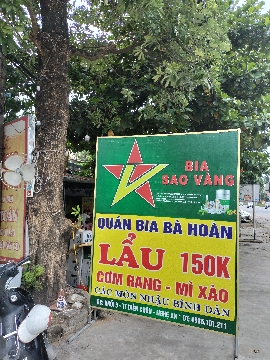 BIA
SAO VÀNG
QUÁN BIA BÀ HOÀN
LẨU 150K
CƠM RANG - MÌ XÀO
CÁC MÓN NHẬU BÌNH DÂN